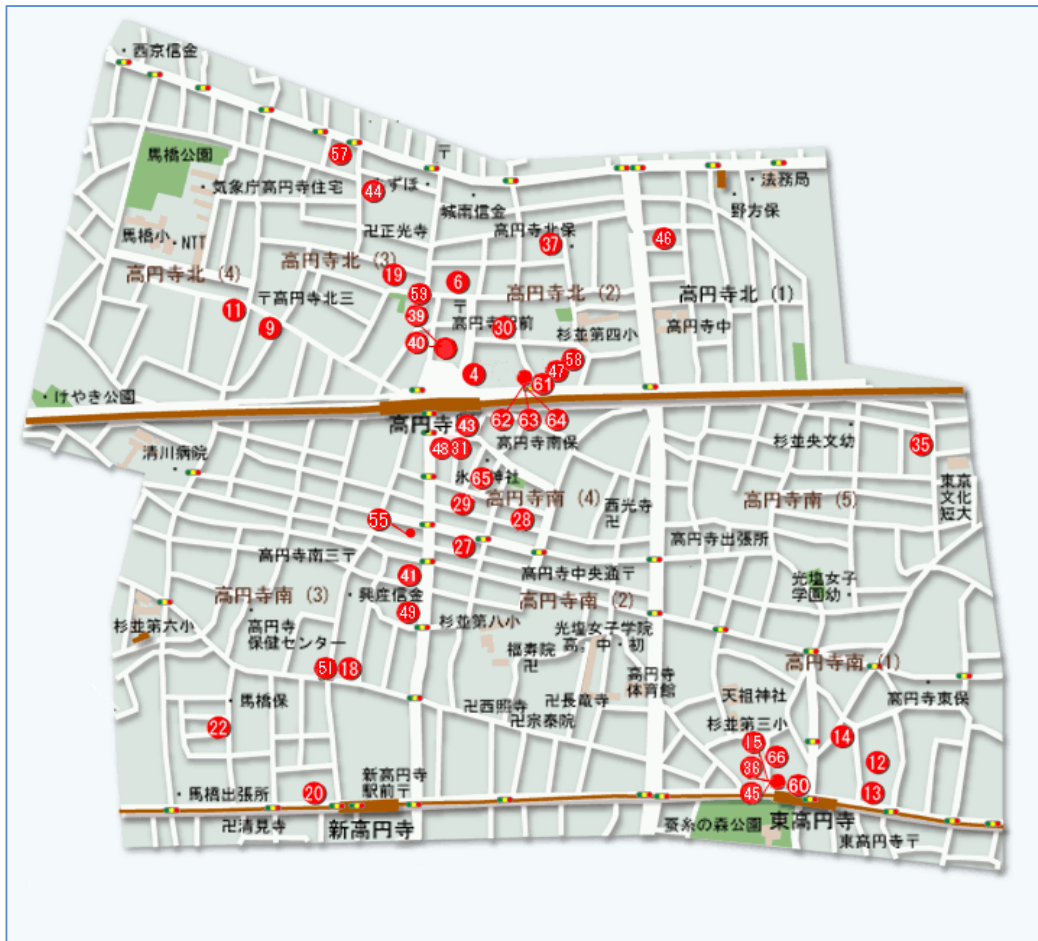 ・西京信金
57
〒
馬橋公園
・法務局
・気象庁高円寺住宅
44
ずほ・
野方保
城南信金
馬橋小・
NTT
卍正光寺
高円寺北保
37
46
高円寺北 (4)
高円寺北 (3)
19
6
高円寺北 (2)
高円寺北 (1)
59
11
〒高円寺北三
9
39
〒
高円寺駅前
30
杉並第四小
高円寺中
40
4
58
47
61
・けやき公園
高円寺
43
62
63
64
高円寺南保
杉並央文幼
35
清川病院
48
31
氷 神社
65
東京
文化
短大
29
高円寺南 (4)
西光寺
卍
高円寺南 (5)
55
28
27
高円寺南三〒
高円寺出張所
41
高円寺中央通〒
光塩女子
学園幼・
高円寺南 (3)
・興産信金
高円寺南 (2)
49
杉並第六小
高円寺
保健センター
杉並第八小
光塩女子学院
高。中・初
福寿院
卍
高円寺南 (1)
51
18
高円寺
体育館
天祖神社
高円寺東保
・馬橋保
卍西照寺
卍長竜寺
卍宗泰院
22
杉並第三小
14
15
66
12
36
新高円寺
駅前〒
・馬橋出張所
20
45
60
13
卍清見寺
新高円寺
蚕糸の森公園
東高円寺
東高円寺〒